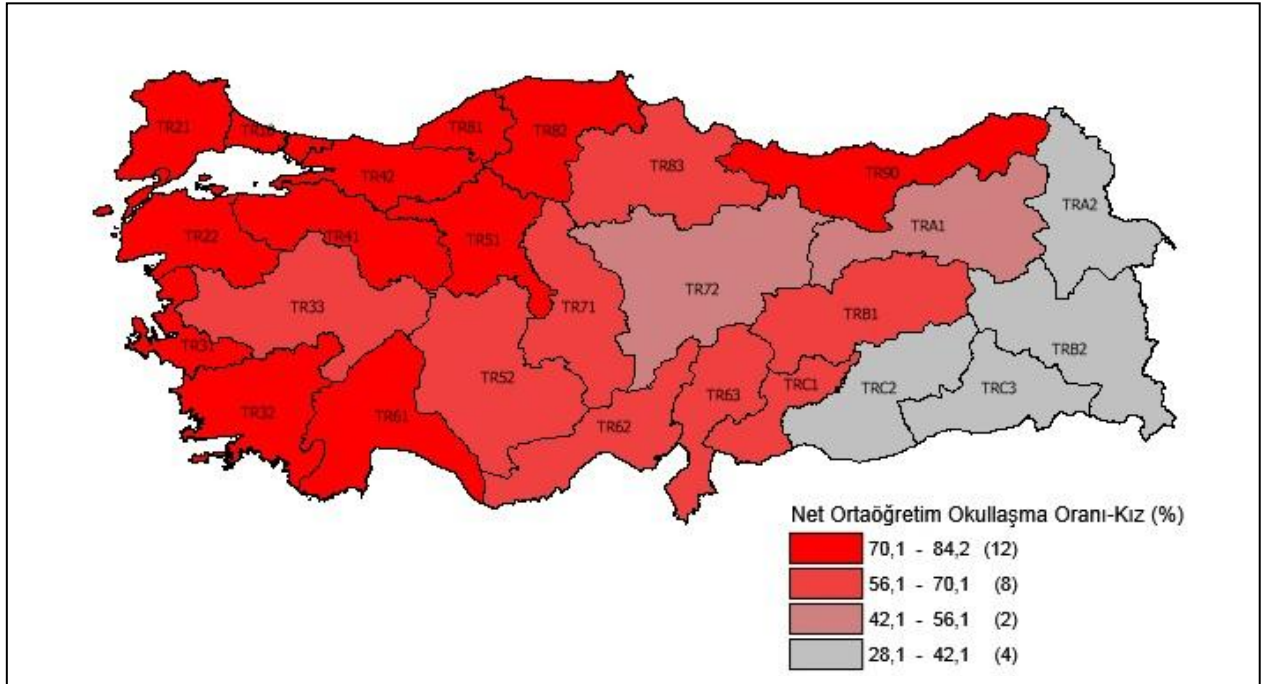 TR21
TR10
TR81
TR82
TR42
TR83
TR90
TRA2
TRA1
TR22
TR41
TR51
TR72
TR33
TR71
TRB1
TR31
TRB2
TR52
TR63
TRC1
TRC2
TRC3
TR32
TR61
TR62
Net Ortaöğretim Okullaşma Oranı-Kız (%)
70,1 - 84,2 (12)
56,1 - 70,1 (8)
42,1 - 56,1 (2)
28,1 - 42,1 (4)